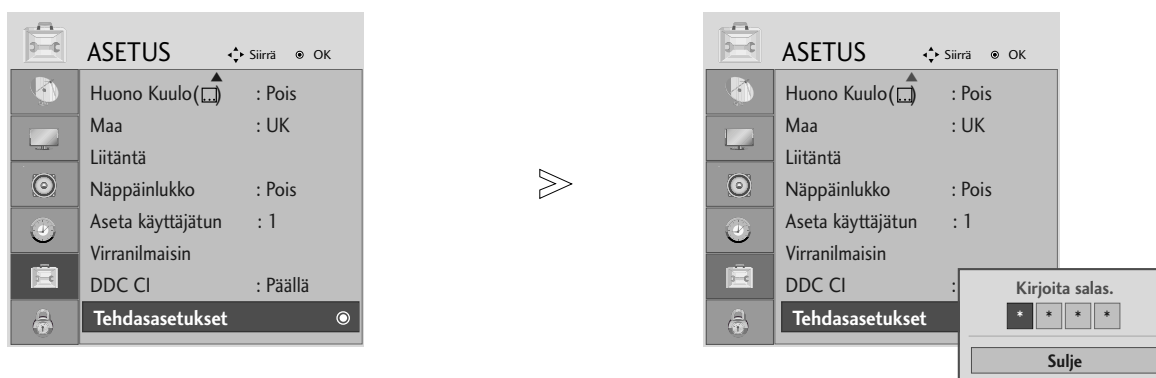 ASETUS Siirrä OK
Huono Kuulo( ) : Pois
Maa : UK
Liitäntä
Näppäinlukko : Pois
Aseta käyttäjätun : 1
Virranilmaisin
DDC CI : Päällä
Tehdasasetukset
>
ASETUS Siirrä OK
Huono Kuulo( ) : Pois
Maa : UK
Liitäntä
Näppäinlukko : Pois
Aseta käyttäjätun : 1
Virranilmaisin
DDC CI :
Tehdasasetukset
Kirjoita salas.
* * * *
Sulje